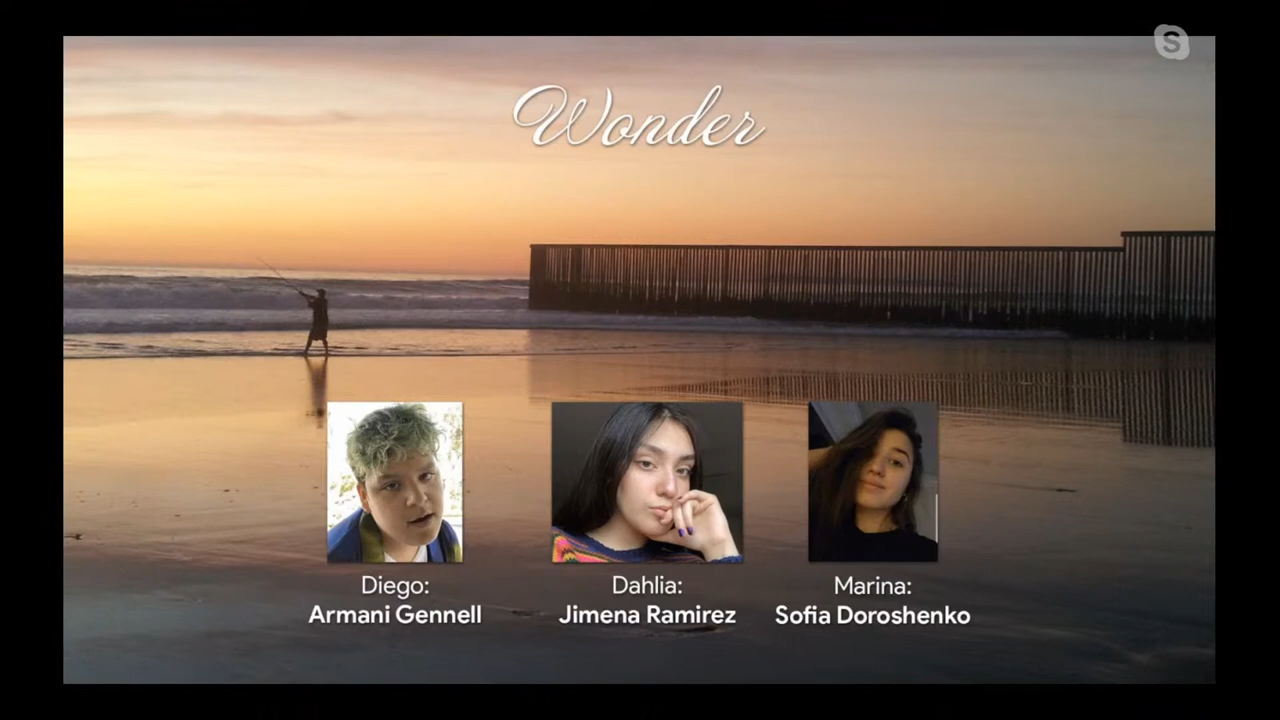 S
Wonder
Diego:
Armani Gennell
Dahlia:
Jimena Ramirez
Marina:
Sofia Doroshenko